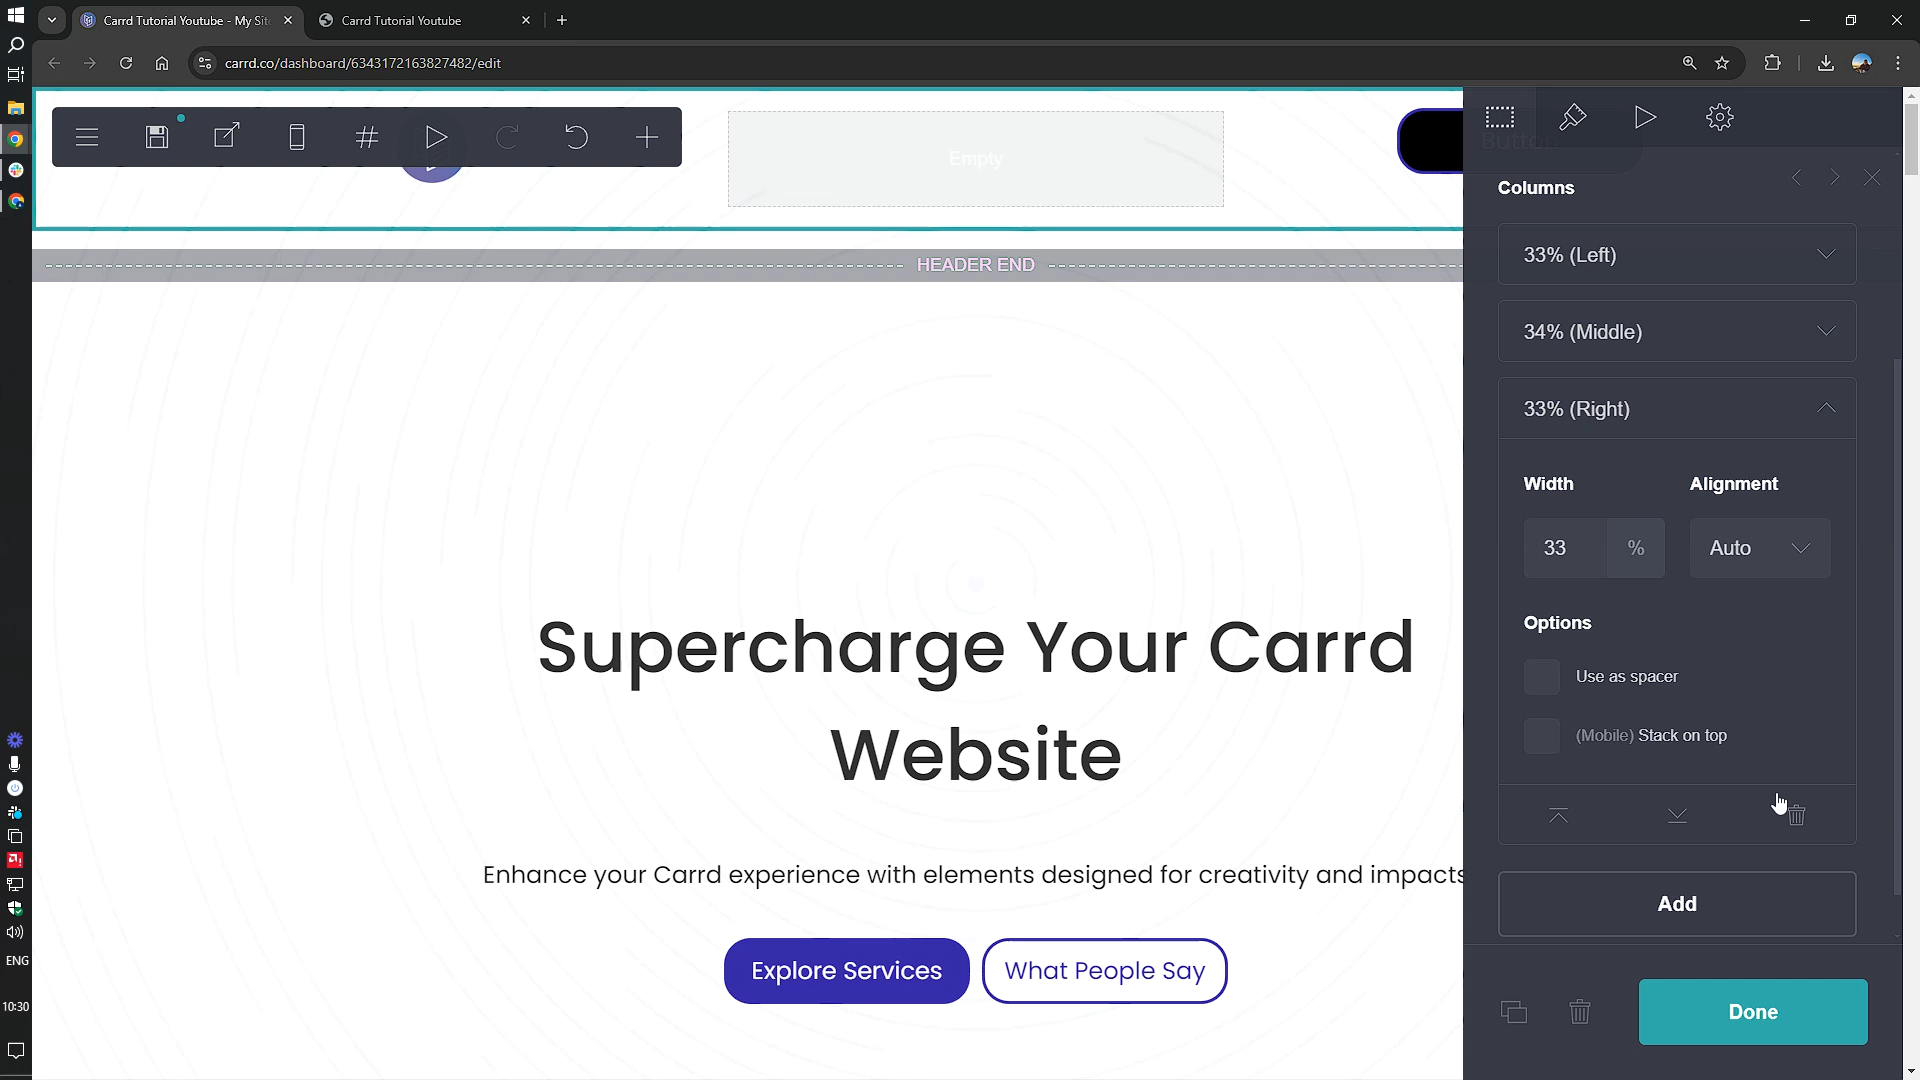 Carrd Tutorial Youtube - My Sit
Carrd Tutorial Youtube
carrd.co/dashboard/6343172163827482/edit
Empty
Columns
33% (Left)
HEADER END
34% (Middle)
33% (Right)
Width
Alignment
33
%
Auto
Options
Use as spacer
(Mobile) Stack on top
Supercharge Your Carrd
Website
Enhance your Carrd experience with elements designed for creativity and impacts
Add
Explore Services
What People Say
Done
ENG
10:30